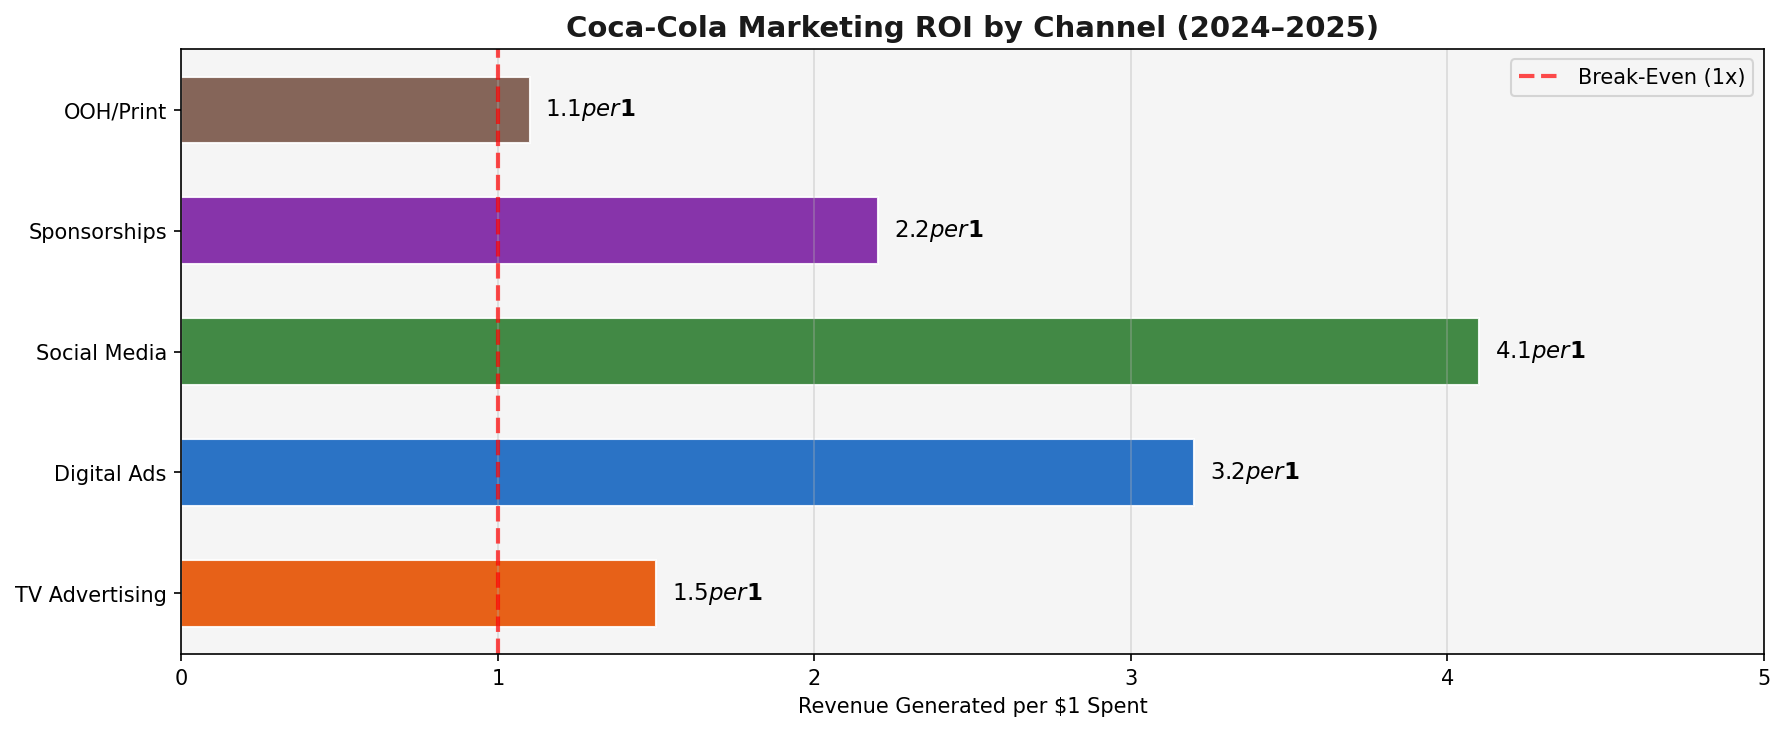 Coca-Cola Marketing ROI by Channel (2024–2025)
Break-Even (1x)
OOH/Print
1.1per1
Sponsorships
2.2per1
Social Media
4.1per1
Digital Ads
3.2per1
TV Advertising
1.5per1
0 1 2 3 4 5
Revenue Generated per $1 Spent